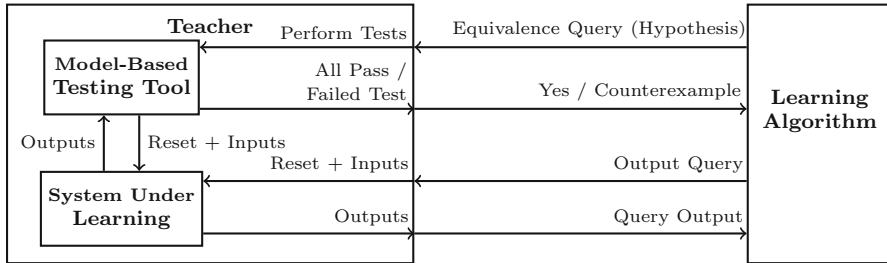 Teacher
Perform Tests
Equivalence Query (Hypothesis)
Model-Based
Testing Tool
All Pass /
Failed Test
Yes / Counterexample
Learning
Algorithm
Outputs
Reset + Inputs
Reset + Inputs
Output Query
System Under
Learning
Outputs
Query Output